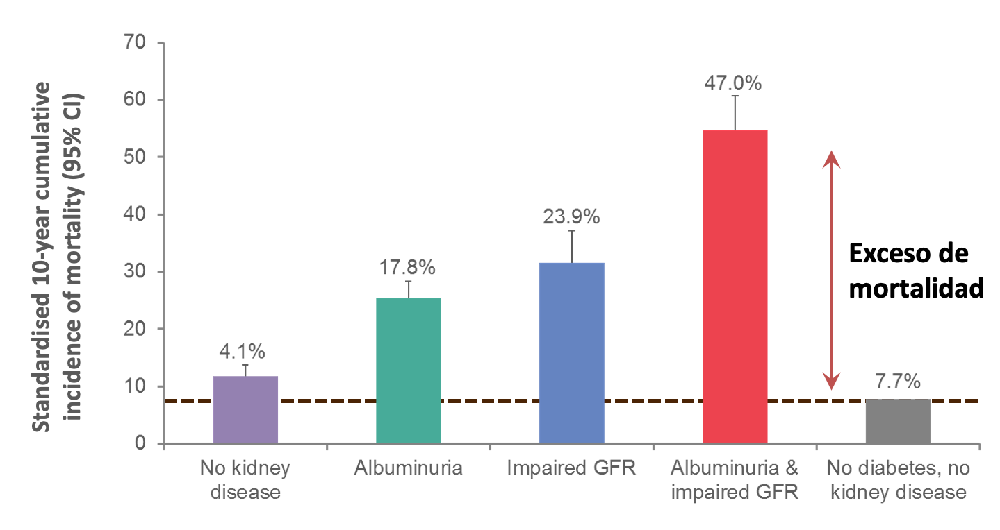 Standardised 10-year cumulative
incidence of mortality (95% CI)
70
60
50
40
30
20
10
0
4.1%
17.8%
23.9%
47.0%
7.7%
Exceso de
mortalidad
No kidney
disease
Albuminuria
Impaired GFR
Albuminuria &
impaired GFR
No diabetes, no
kidney disease